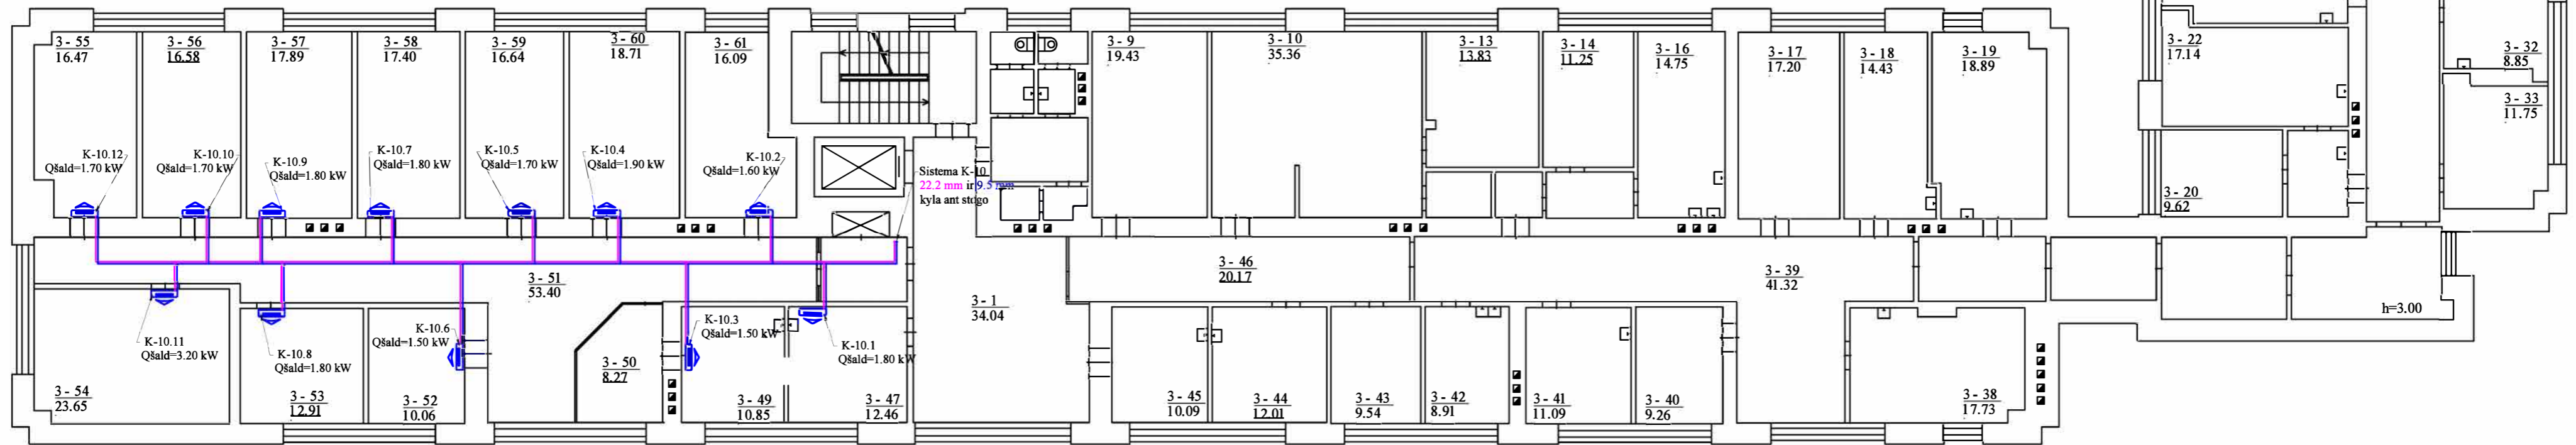 3 - 55
16.47
3 - 56
16.58
3 - 57
17.89
3 - 58
17.40
3 - 59
16.64
3 - 60
18.71
3 - 61
16.09
3 - 9
19.43
3 - 10
35.36
3 - 13
13.83
3 - 14
11.25
3 - 16
14.75
3 - 17
17.20
3 - 18
14.43
3 - 19
18.89
3 - 22
17.14
3 - 32
8.85
3 - 33
11.75
K-10.12
Qšald=1.70 kW
K-10.10
Qšald=1.70 kW
K-10.9
Qšald=1.80 kW
K-10.7
Qšald=1.80 kW
K-10.5
Qšald=1.70 kW
K-10.4
Qšald=1.90 kW
K-10.2
Qšald=1.60 kW
Sistema K-10
22.2 mm ir 9.5 mm
kyla ant stogo
3 - 20
9.62
3 - 51
53.40
3 - 46
20.17
3 - 39
41.32
3 - 1
34.04
h=3.00
K-10.11
Qšald=3.20 kW
K-10.8
Qšald=1.80 kW
K-10.6
Qšald=1.50 kW
K-10.3
Qšald=1.50 kW
K-10.1
Qšald=1.80 kW
3 - 54
23.65
3 - 53
12.91
3 - 52
10.06
3 - 50
8.27
3 - 49
10.85
3 - 47
12.46
3 - 45
10.09
3 - 44
12.01
3 - 43
9.54
3 - 42
8.91
3 - 41
11.09
3 - 40
9.26
3 - 38
17.73